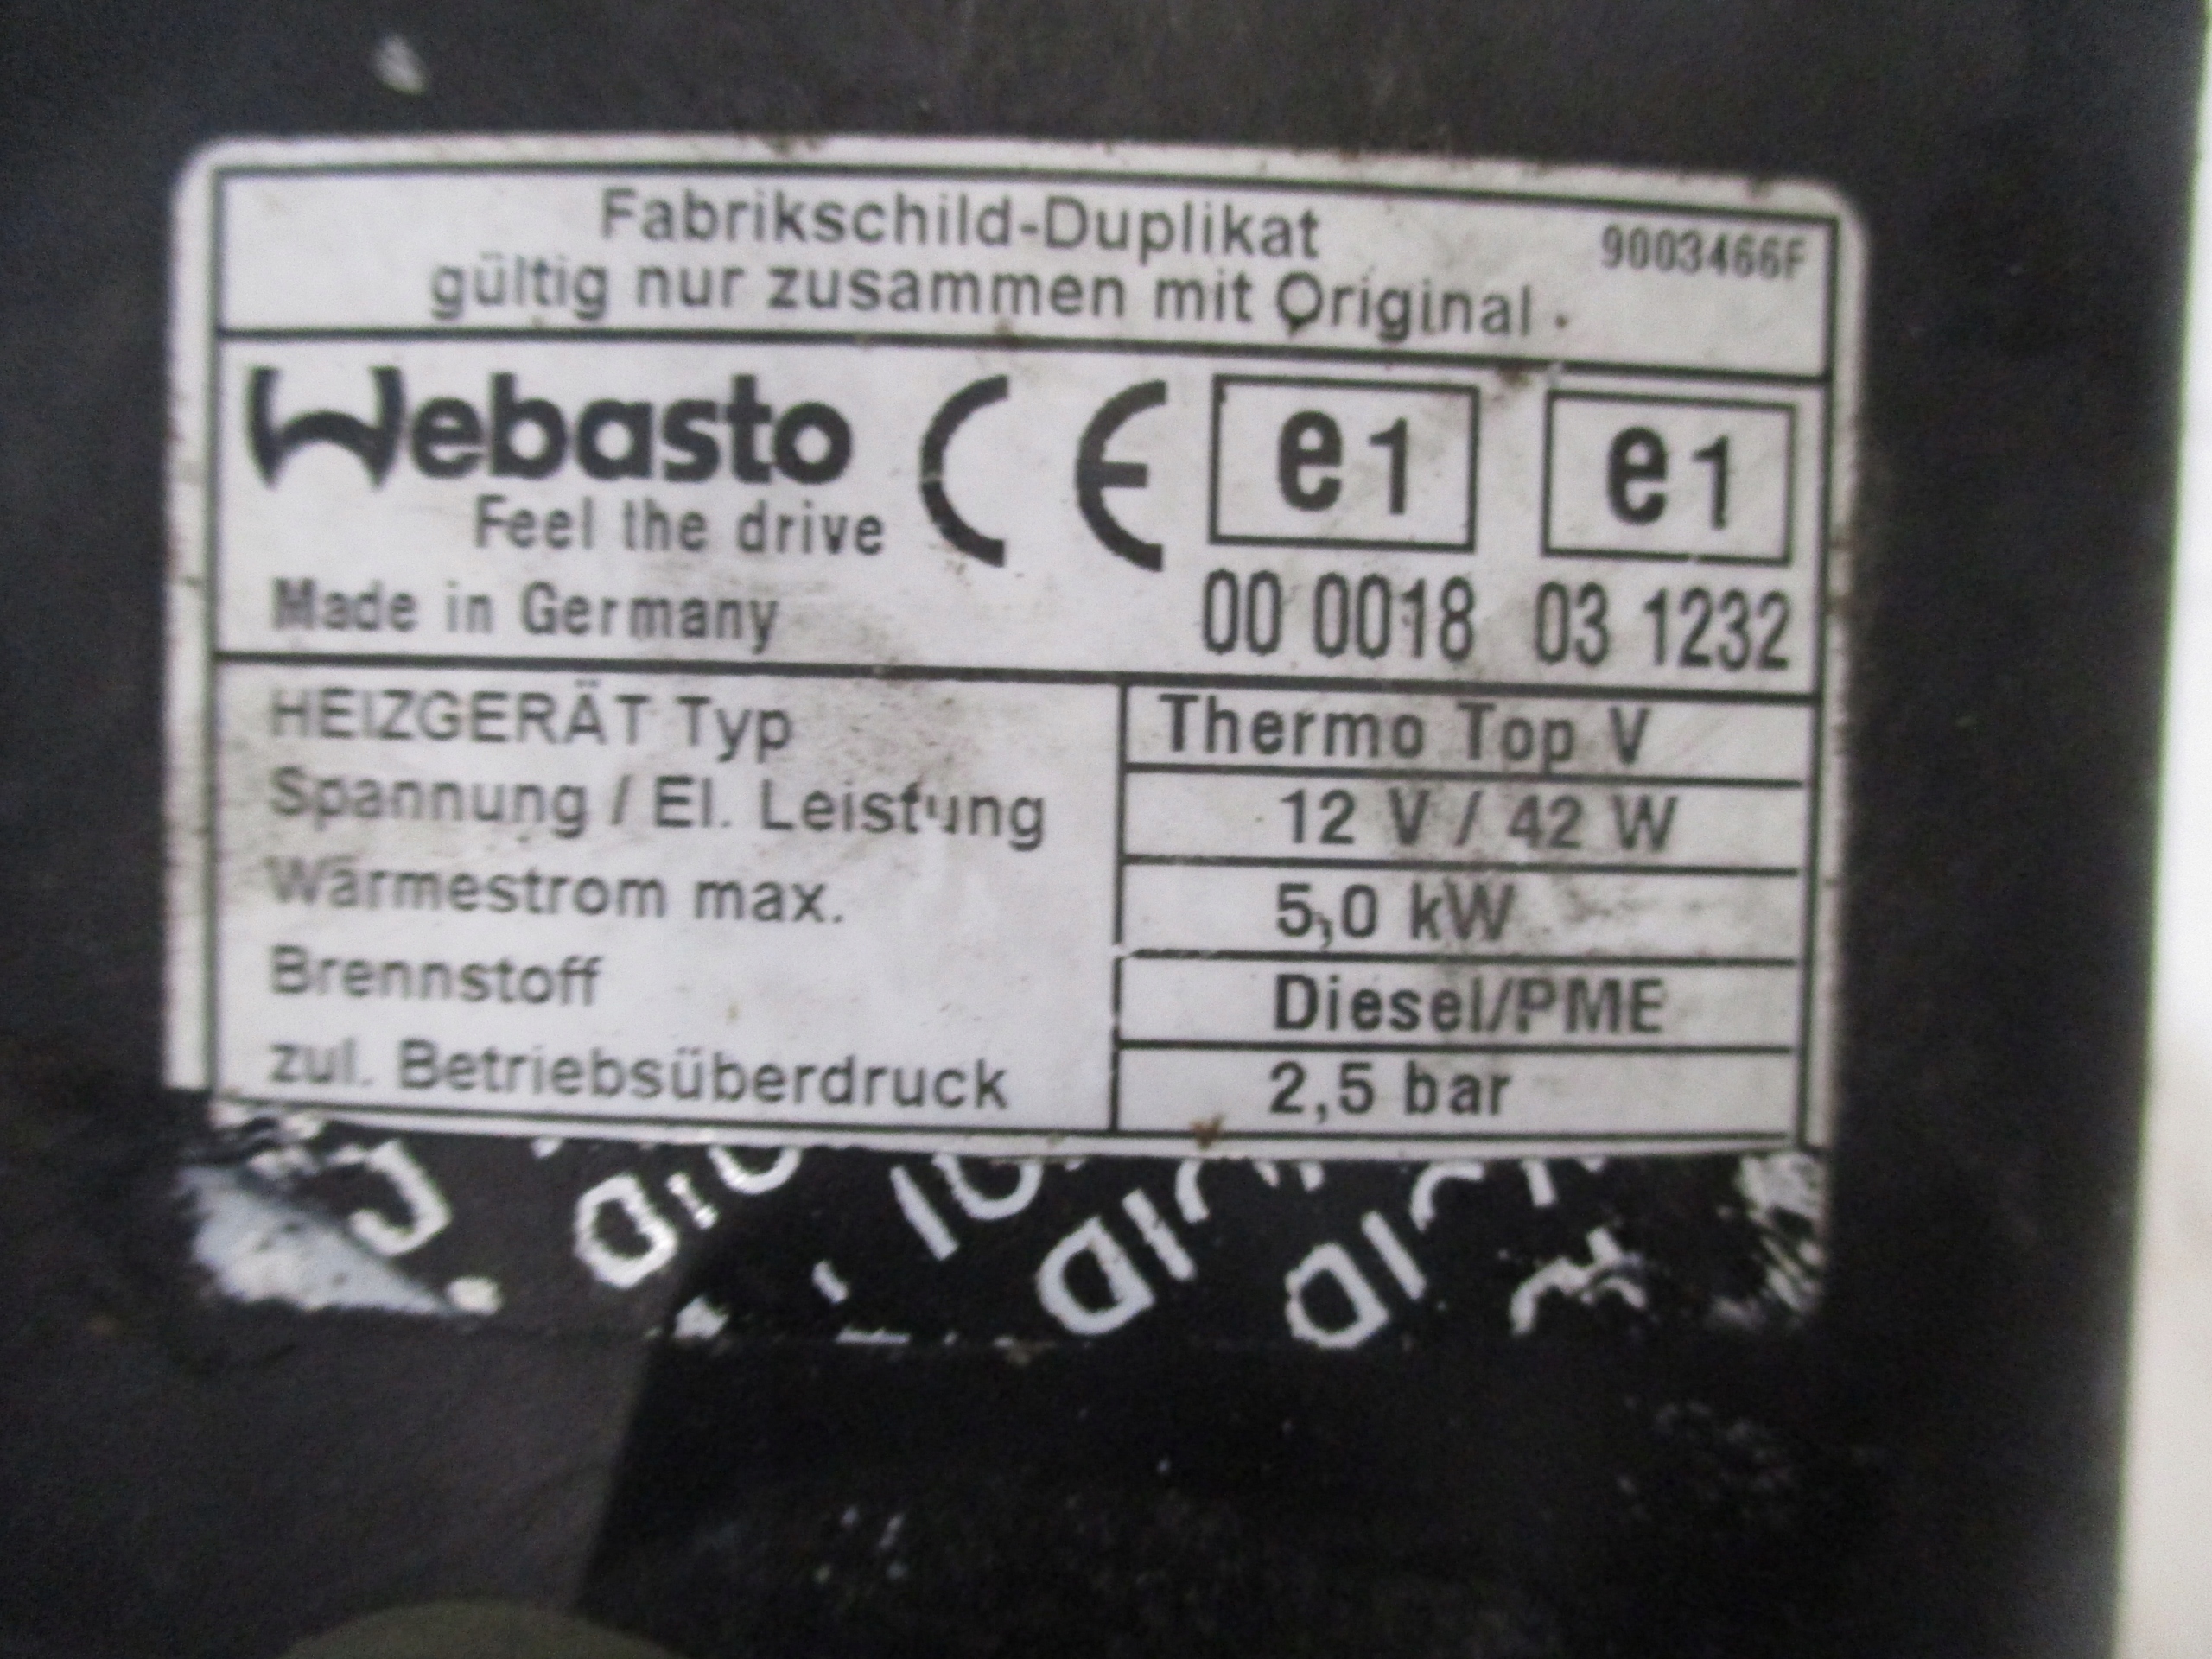 Fabrikschild-Duplikat
9003466F
gültig nur zusammen mit Original.
Webasto
Feel the drive
CE
e1
e1
Made in Germany
00 0018
03 1232
HEIZGERÄT Typ
Thermo Top V
Spannung / El. Leistung
12 V / 42 W
Wärmestrom max.
5,0 kW
Brennstoff
Diesel/PME
zul. Betriebsüberdruck
2,5 bar